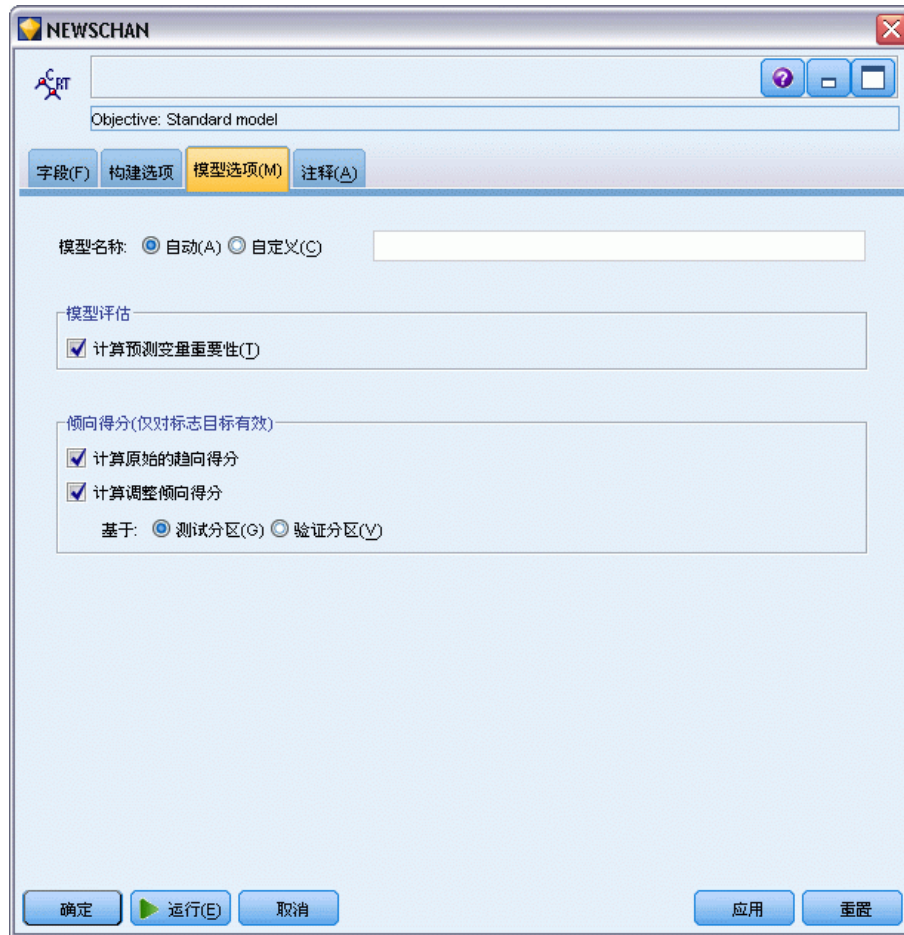 NEWSCHAN
C RT
Objective: Standard model
字段(F) 构建选项 模型选项(M) 注释(A)
模型名称: 自动(A) 自定义(C)
模型评估
计算预测变量重要性(T)
倾向得分(仅对标志目标有效)
计算原始的趋向得分
计算调整倾向得分
基于: 测试分区(G) 验证分区(V)
确定 运行(E) 取消 应用 重置